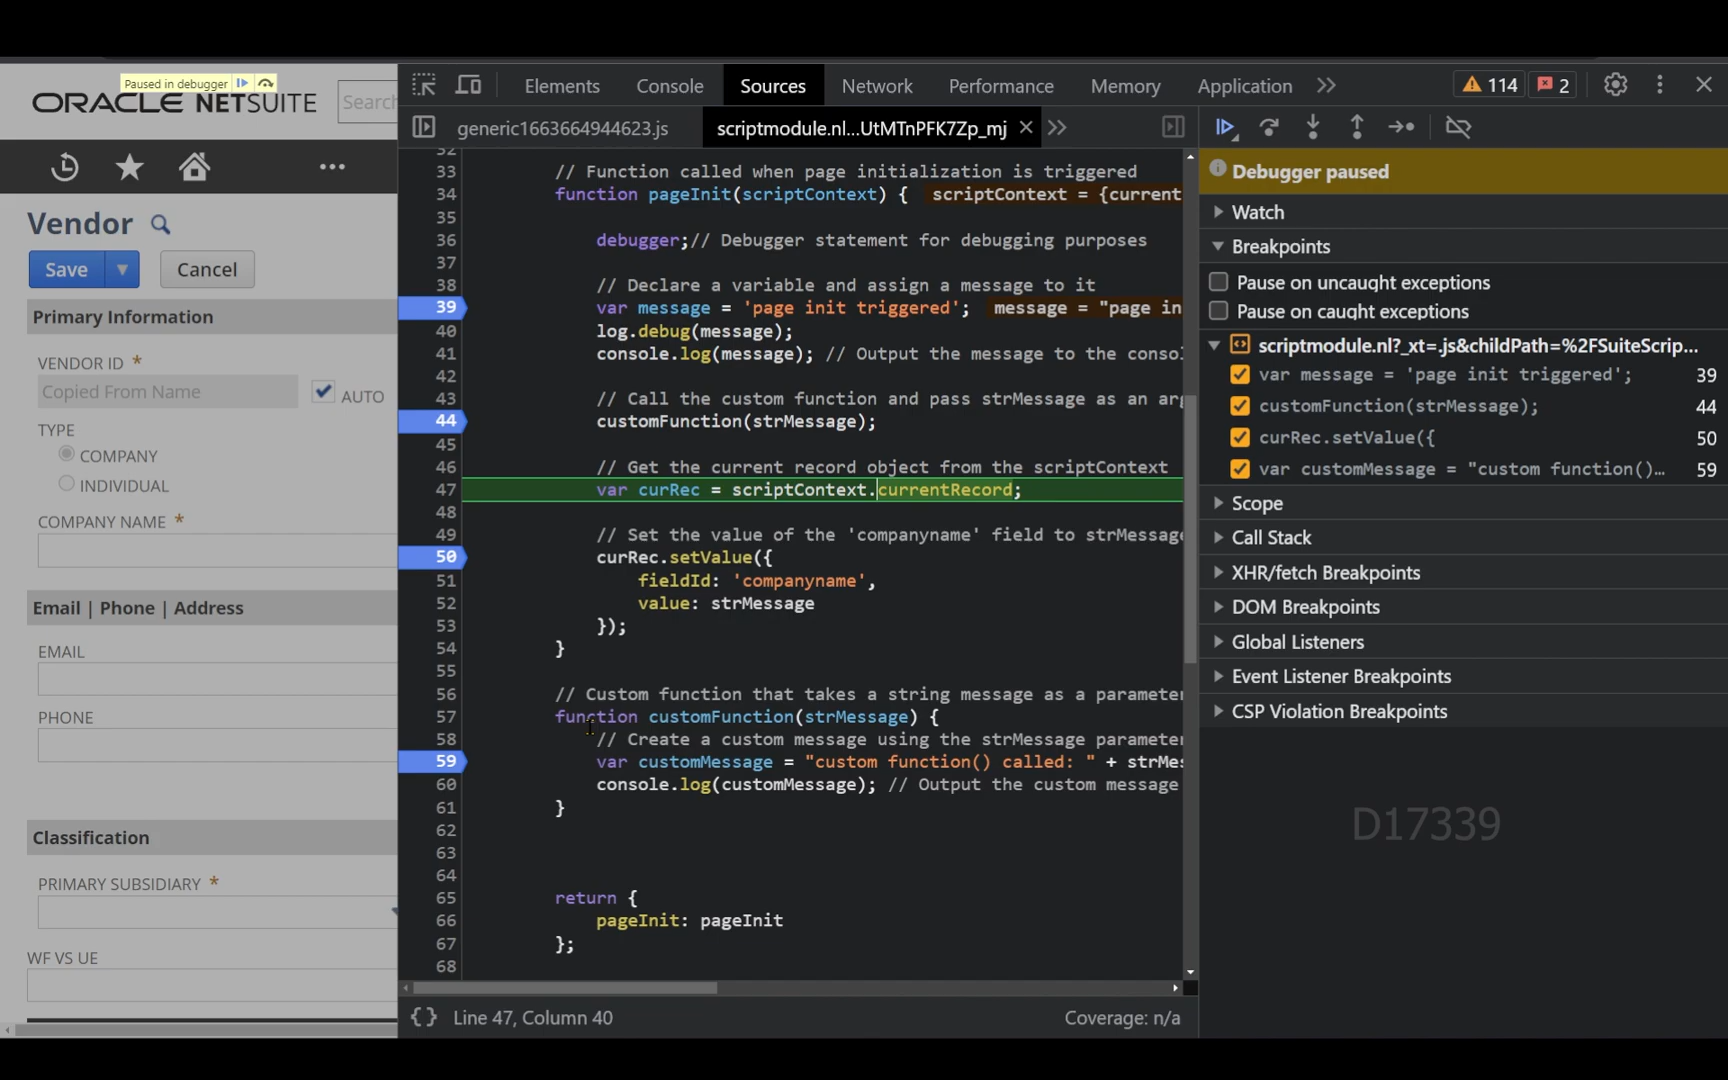 Paused in debugger
ORACLE NETSUITE
Search
Vendor
Save
Cancel
Primary Information
VENDOR ID *
Copied From Name
AUTO
TYPE
COMPANY
INDIVIDUAL
COMPANY NAME *
Email | Phone | Address
EMAIL
PHONE
Classification
PRIMARY SUBSIDIARY *
WF VS UE
Elements Console Sources Network Performance Memory Application >> 114 2
generic1663664944623.js scriptmodule.nl...UtMTnPFK7Zp_mj
32
33 // Function called when page initialization is triggered
34 function pageInit(scriptContext) { scriptContext = {current
35
36 debugger;// Debugger statement for debugging purposes
37
38 // Declare a variable and assign a message to it
39 var message = 'page init triggered'; message = "page in
40 log.debug(message);
41 console.log(message); // Output the message to the conso
42
43 // Call the custom function and pass strMessage as an arg
44 customFunction(strMessage);
45
46 // Get the current record object from the scriptContext
47 var curRec = scriptContext.currentRecord;
48
49 // Set the value of the 'companyname' field to strMessage
50 curRec.setValue({
51 fieldId: 'companyname',
52 value: strMessage
53 });
54 }
55
56 // Custom function that takes a string message as a parameter
57 function customFunction(strMessage) {
58 // Create a custom message using the strMessage parameter
59 var customMessage = "custom function() called: " + strMes
60 console.log(customMessage); // Output the custom message
61 }
62
63
64
65 return {
66 pageInit: pageInit
67 };
68
{} Line 47, Column 40 Coverage: n/a
Debugger paused
Watch
Breakpoints
Pause on uncaught exceptions
Pause on caught exceptions
scriptmodule.nl?_xt=.js&childPath=%2FSuiteScrip...
var message = 'page init triggered'; 39
customFunction(strMessage); 44
curRec.setValue({ 50
var customMessage = "custom function()... 59
Scope
Call Stack
XHR/fetch Breakpoints
DOM Breakpoints
Global Listeners
Event Listener Breakpoints
CSP Violation Breakpoints
D17339